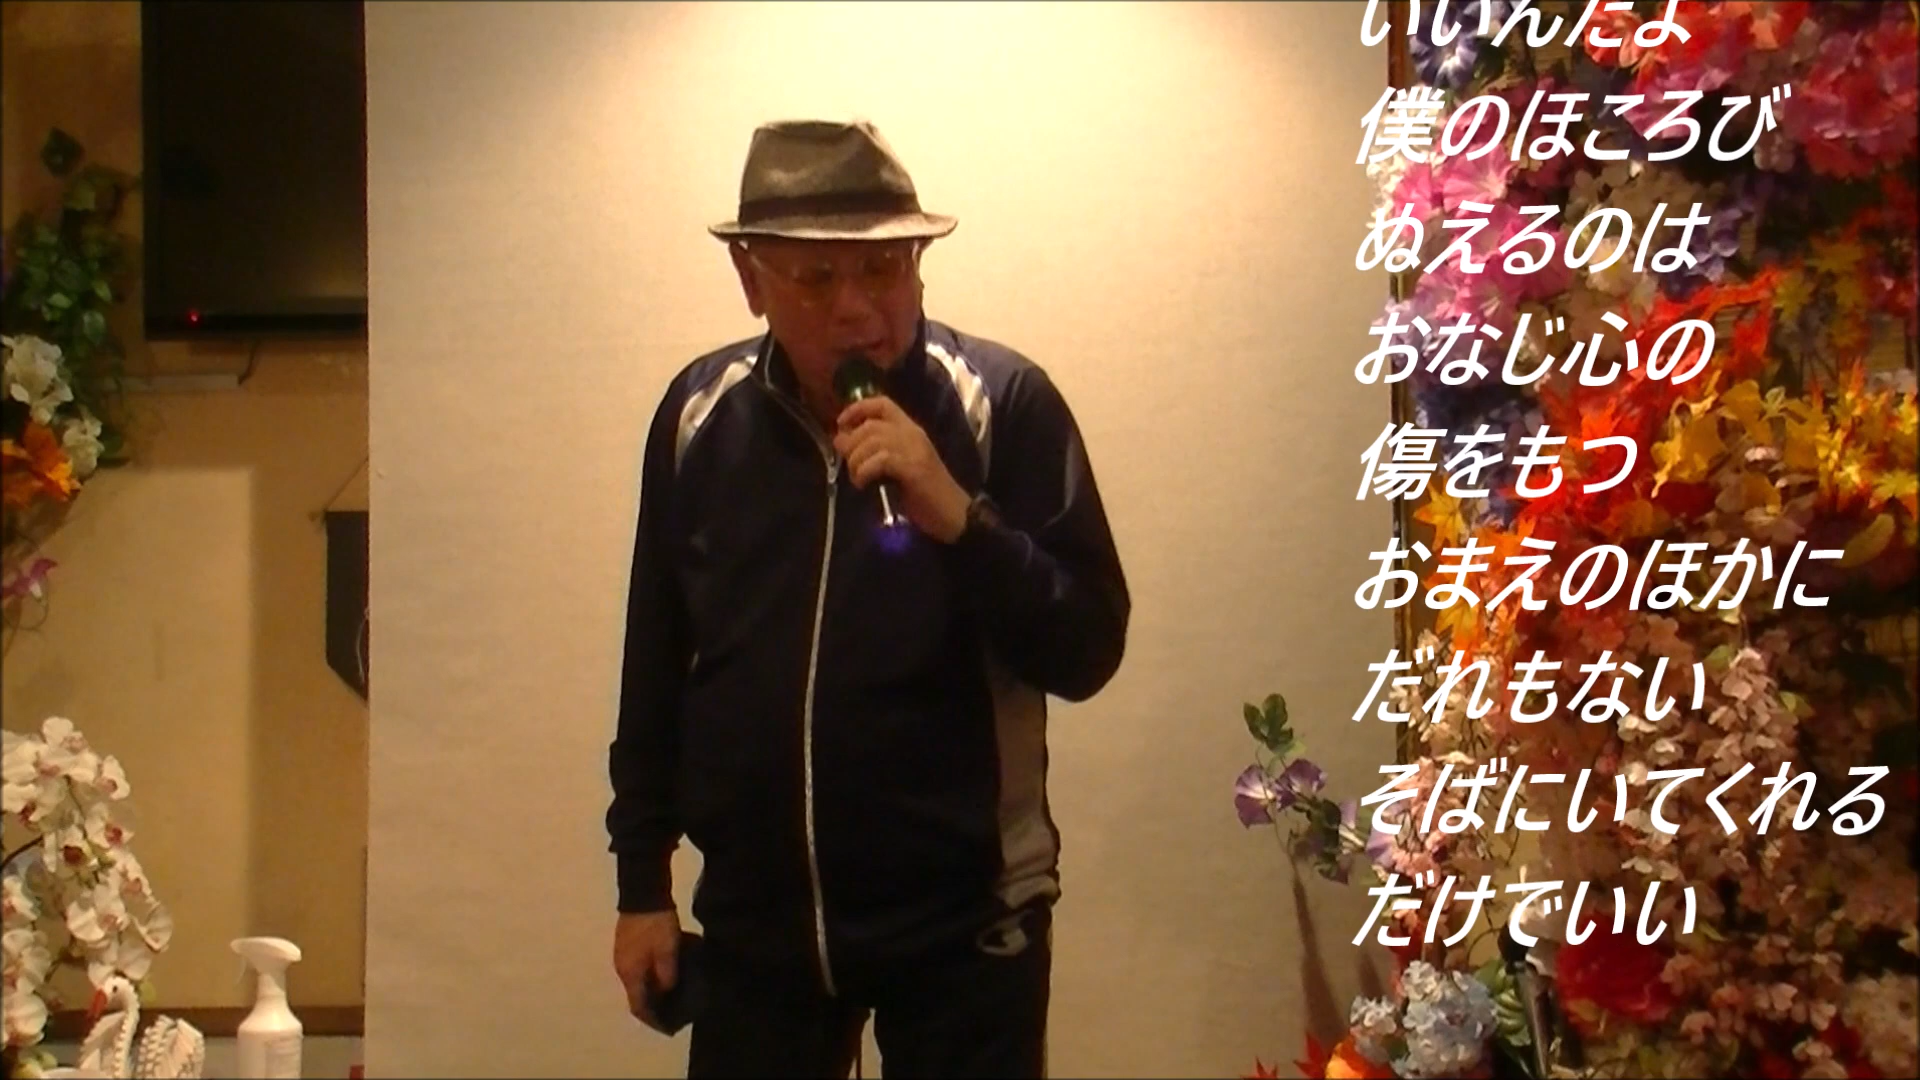 いいんだよ
僕のほころび
ぬえるのは
おなじ心の
傷をもつ
おまえのほかに
だれもない
そばにいてくれる
だけでいい